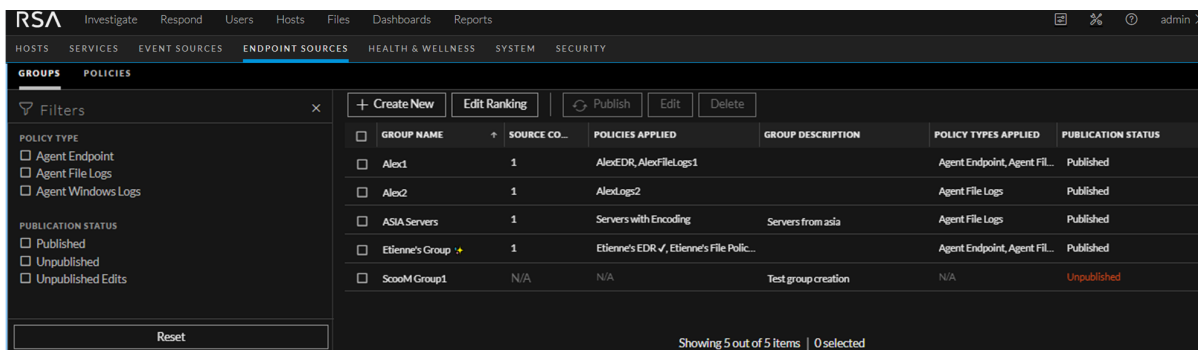 RSA Investigate Respond Users Hosts Files Dashboards Reports admin
HOSTS SERVICES EVENT SOURCES ENDPOINT SOURCES HEALTH & WELLNESS SYSTEM SECURITY
GROUPS POLICIES
Filters
POLICY TYPE
Agent Endpoint
Agent File Logs
Agent Windows Logs
PUBLICATION STATUS
Published
Unpublished
Unpublished Edits
Reset
+ Create New Edit Ranking Publish Edit Delete
GROUP NAME ↑ SOURCE CO... POLICIES APPLIED GROUP DESCRIPTION POLICY TYPES APPLIED PUBLICATION STATUS
Alex1 1 AlexEDR, AlexFileLogs1 Agent Endpoint, Agent Fil... Published
Alex2 1 AlexLogs2 Agent File Logs Published
ASIA Servers 1 Servers with Encoding Servers from asia Agent File Logs Published
Etienne's Group ✨ 1 Etienne's EDR ✓, Etienne's File Polic... Agent Endpoint, Agent Fil... Published
ScooM Group1 N/A N/A Test group creation N/A Unpublished
Showing 5 out of 5 items | 0 selected